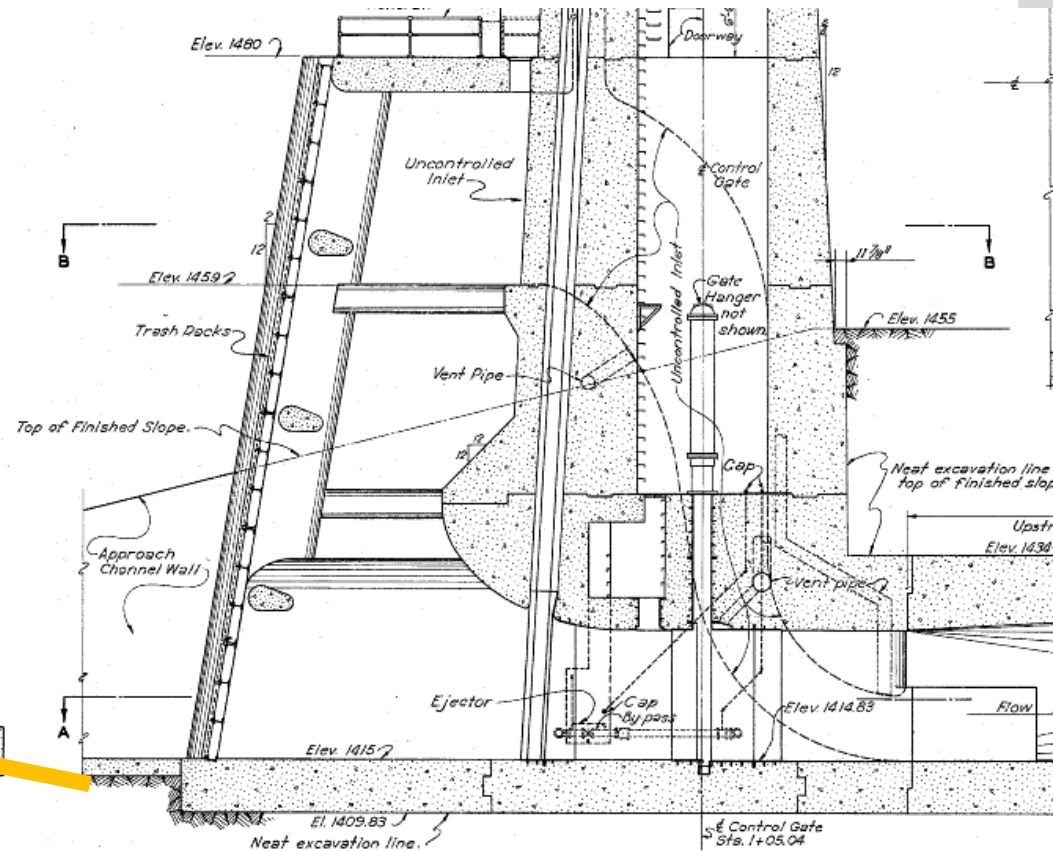 Doorway
Elev. 1480
12
Uncontrolled
Inlet
℄ Control
Gate
2
12
B
B
11 7/8"
Elev. 1459
Gate
Hanger
not
shown
Uncontrolled Inlet
Elev. 1455
Trash Racks
Vent Pipe
Top of Finished Slope.
12
12
Cap
Neat excavation line
top of finished slop
Upstr
Elev. 1434
Approach
Channel Wall
Vent pipe
A
Ejector
Cap
By pass
Elev. 1414.83
Flow
Elev. 1415
El. 1409.83
Neat excavation line.
℄ Control Gate
Sta. 1+05.04